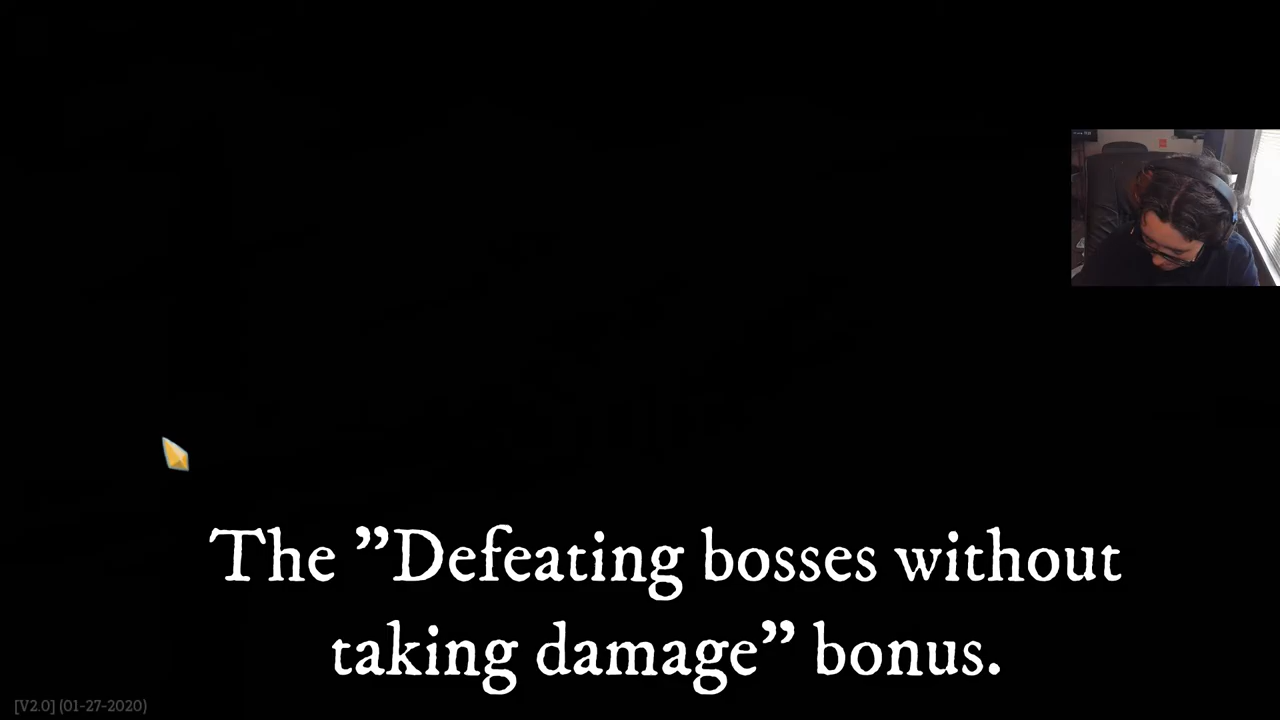 The ”Defeating bosses without
taking damage” bonus.
[V2.0] (01-27-2020)